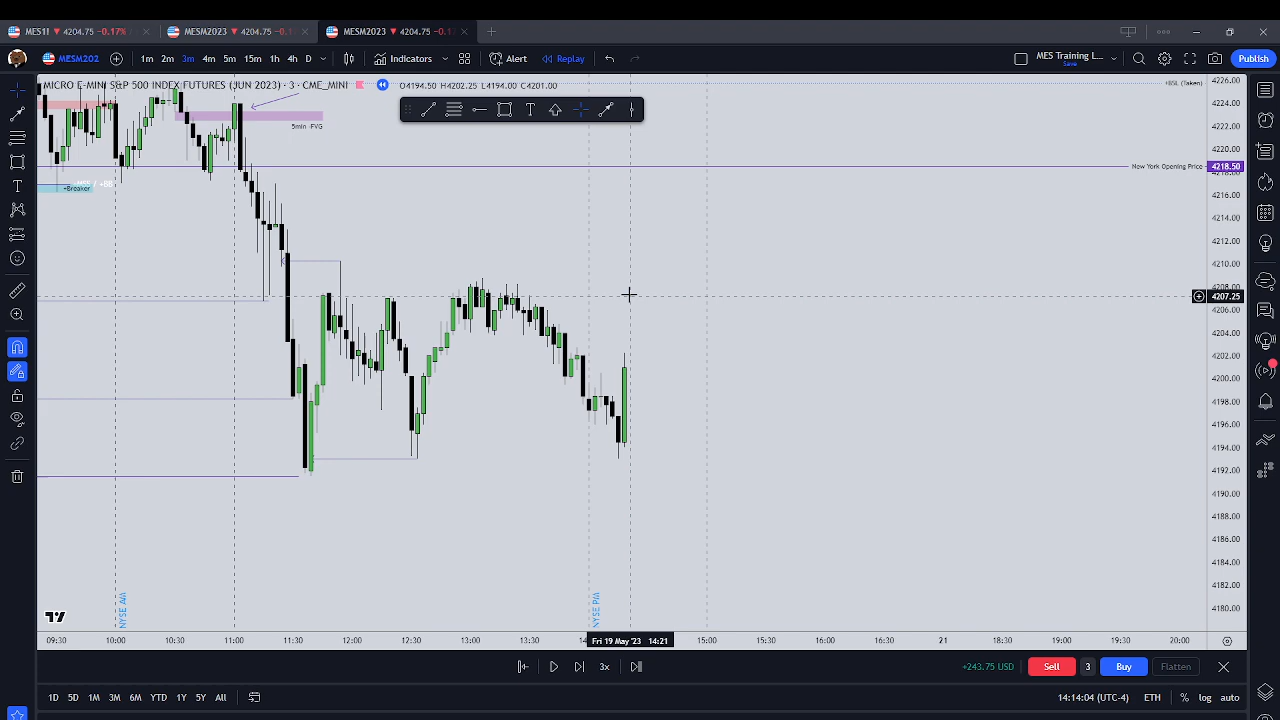 MES1! 4204.75 -0.17%
MESM2023 4204.75
MESM2023 4204.75
MESM202 1m 2m 3m 4m 5m 15m 1h 4h D Indicators Alert Replay MES Training I... Save Publish
MICRO E-MINI S&P 500 INDEX FUTURES (JUN 2023) · 3 · CME_MINI O4194.50 H4202.25 L4194.00 C4201.00
+BSL (Taken)
5min -FVG
New York Opening Price 4218.50
+MSS / +BB
+Breaker
4226.00
4224.00
4222.00
4220.00
4216.00
4214.00
4212.00
4210.00
4208.00
4207.25
4206.00
4204.00
4202.00
4200.00
4198.00
4196.00
4194.00
4192.00
4190.00
4188.00
4186.00
4184.00
4182.00
4180.00
NYSE AM
NYSE PM
09:30 10:00 10:30 11:00 11:30 12:00 12:30 13:00 13:30 Fri 19 May '23 14:21 15:00 15:30 16:00 16:30 21 18:30 19:00 19:30 20:00
3x +243.75 USD Sell 3 Buy Flatten
1D 5D 1M 3M 6M YTD 1Y 5Y All 14:14:04 (UTC-4) ETH % log auto